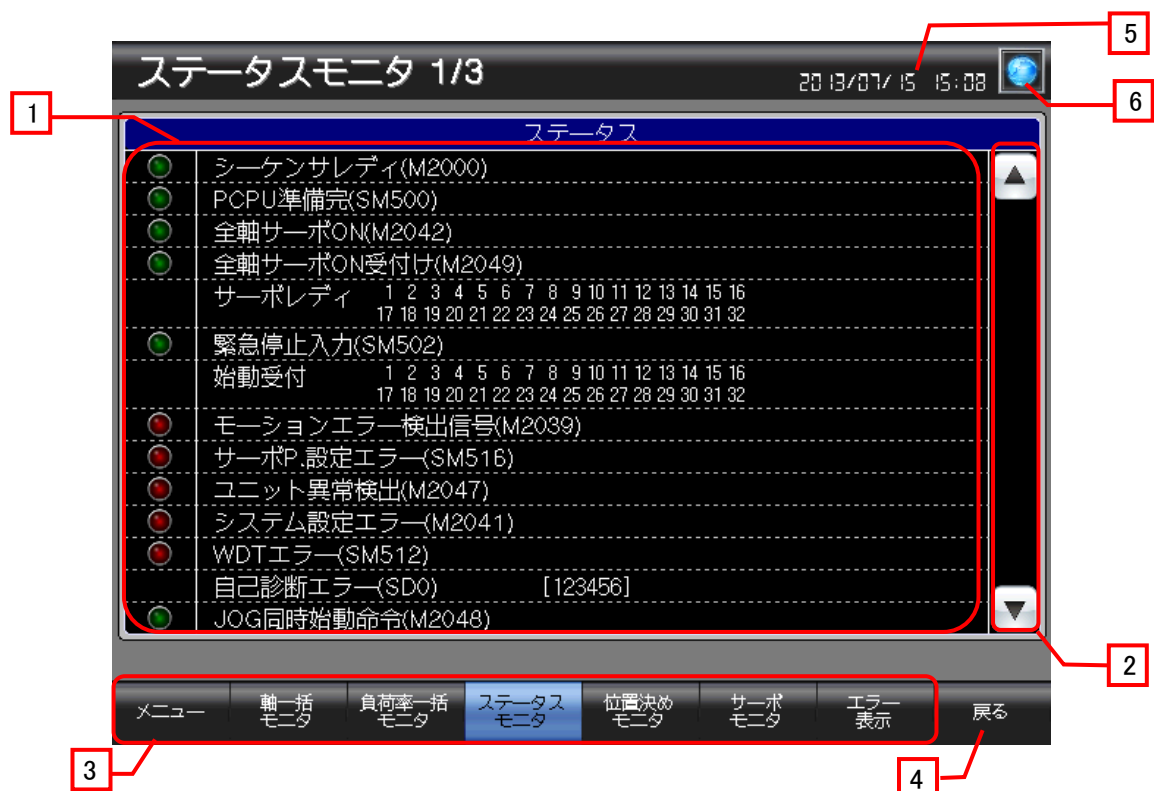 5
ステータスモニタ 1/3
2013/07/15 15:08
6
1
ステータス
シーケンサレディ(M2000)
PCPU準備完(SM500)
全軸サーボON(M2042)
全軸サーボON受付け(M2049)
サーボレディ 1 2 3 4 5 6 7 8 9 10 11 12 13 14 15 16
17 18 19 20 21 22 23 24 25 26 27 28 29 30 31 32
緊急停止入力(SM502)
始動受付 1 2 3 4 5 6 7 8 9 10 11 12 13 14 15 16
17 18 19 20 21 22 23 24 25 26 27 28 29 30 31 32
モーションエラー検出信号(M2039)
サーボP.設定エラー(SM516)
ユニット異常検出(M2047)
システム設定エラー(M2041)
WDTエラー(SM512)
自己診断エラー(SD0) [123456]
JOG同時始動命令(M2048)
2
メニュー
軸一括
モニタ
負荷率一括
モニタ
ステータス
モニタ
位置決め
モニタ
サーボ
モニタ
エラー
表示
戻る
3
4